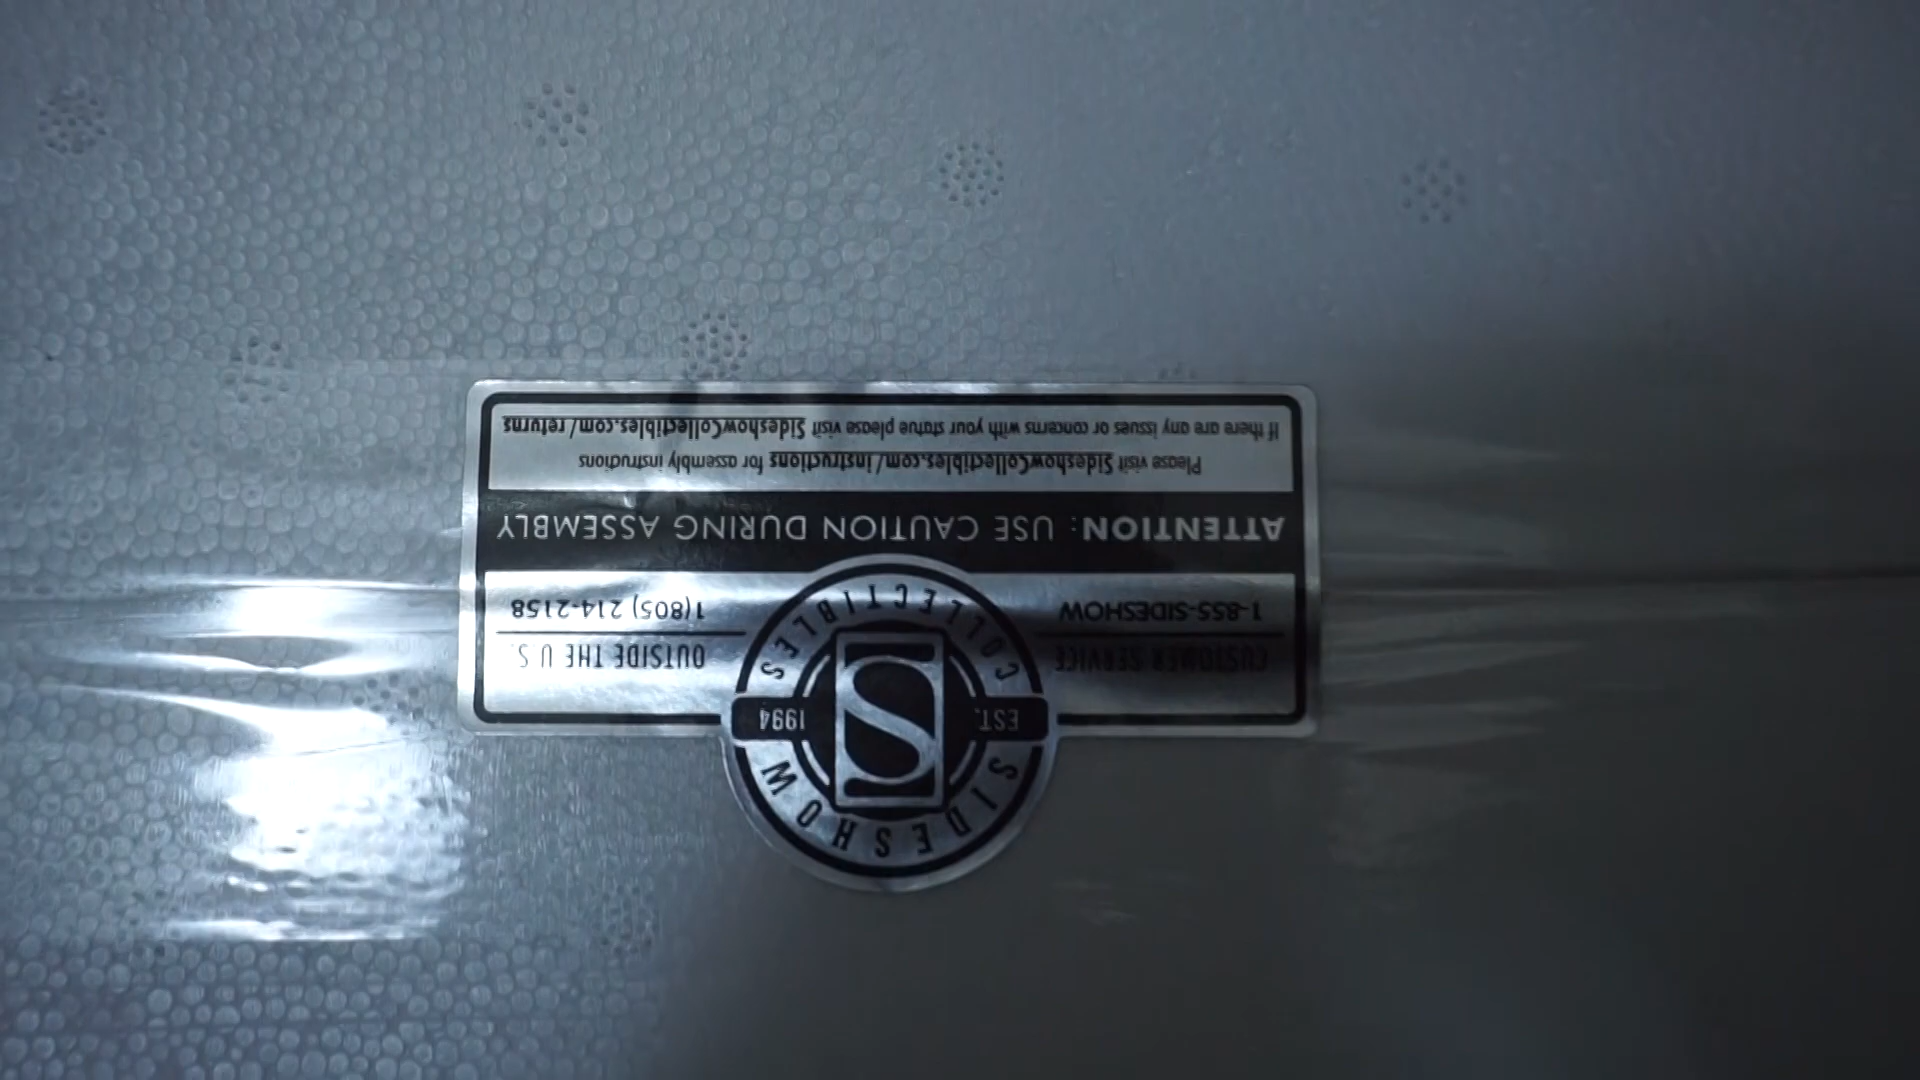 SIDESHOW
EST. 1994
COLLECTIBLES
CUSTOMER SERVICE
1-855-SIDESHOW
OUTSIDE THE U.S.
1(805) 214-2158
ATTENTION: USE CAUTION DURING ASSEMBLY
Please visit SideshowCollectibles.com/instructions for assembly instructions
If there are any issues or concerns with your statue please visit SideshowCollectibles.com/returns